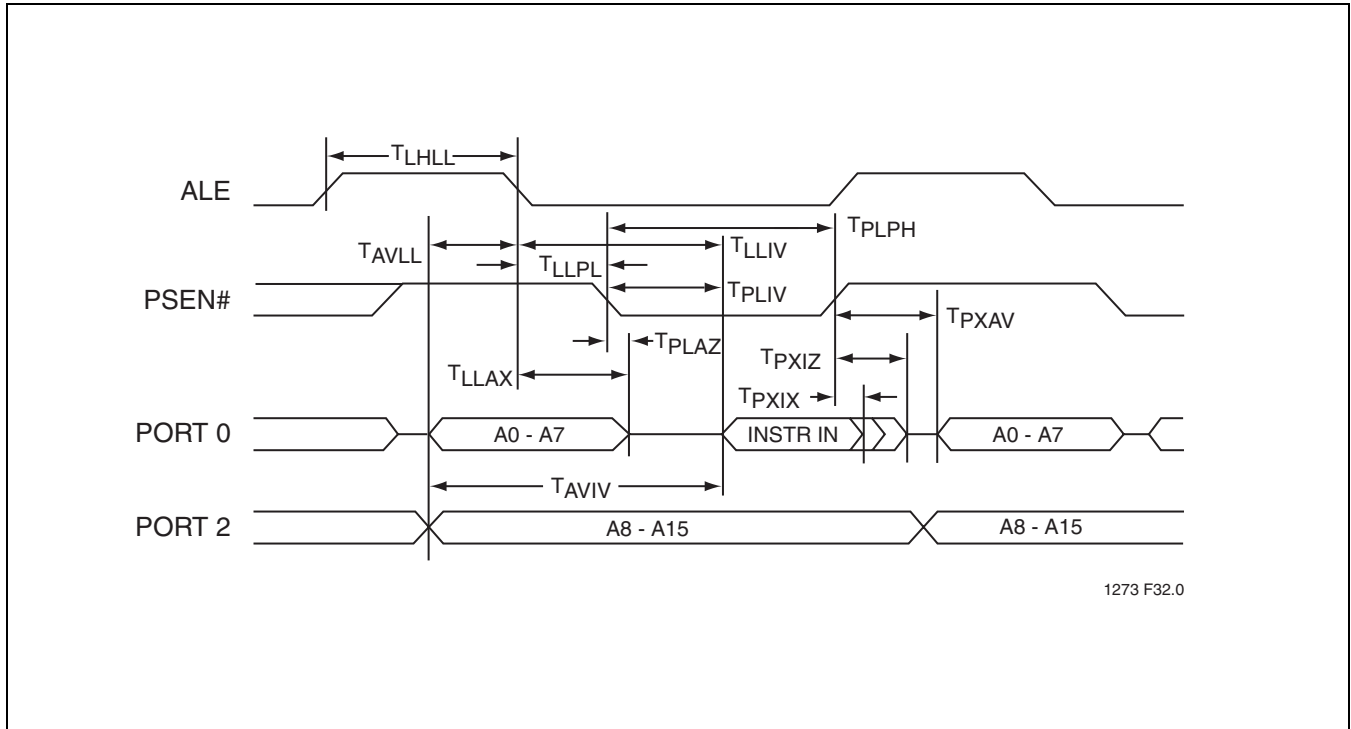 TLHLL
ALE
TPLPH
TAVLL
TLLIV
TLLPL
PSEN#
TPLIV
TPXAV
TPLAZ
TPXIZ
TLLAX
TPXIX
PORT 0
A0 - A7
INSTR IN
A0 - A7
TAVIV
PORT 2
A8 - A15
A8 - A15
1273 F32.0